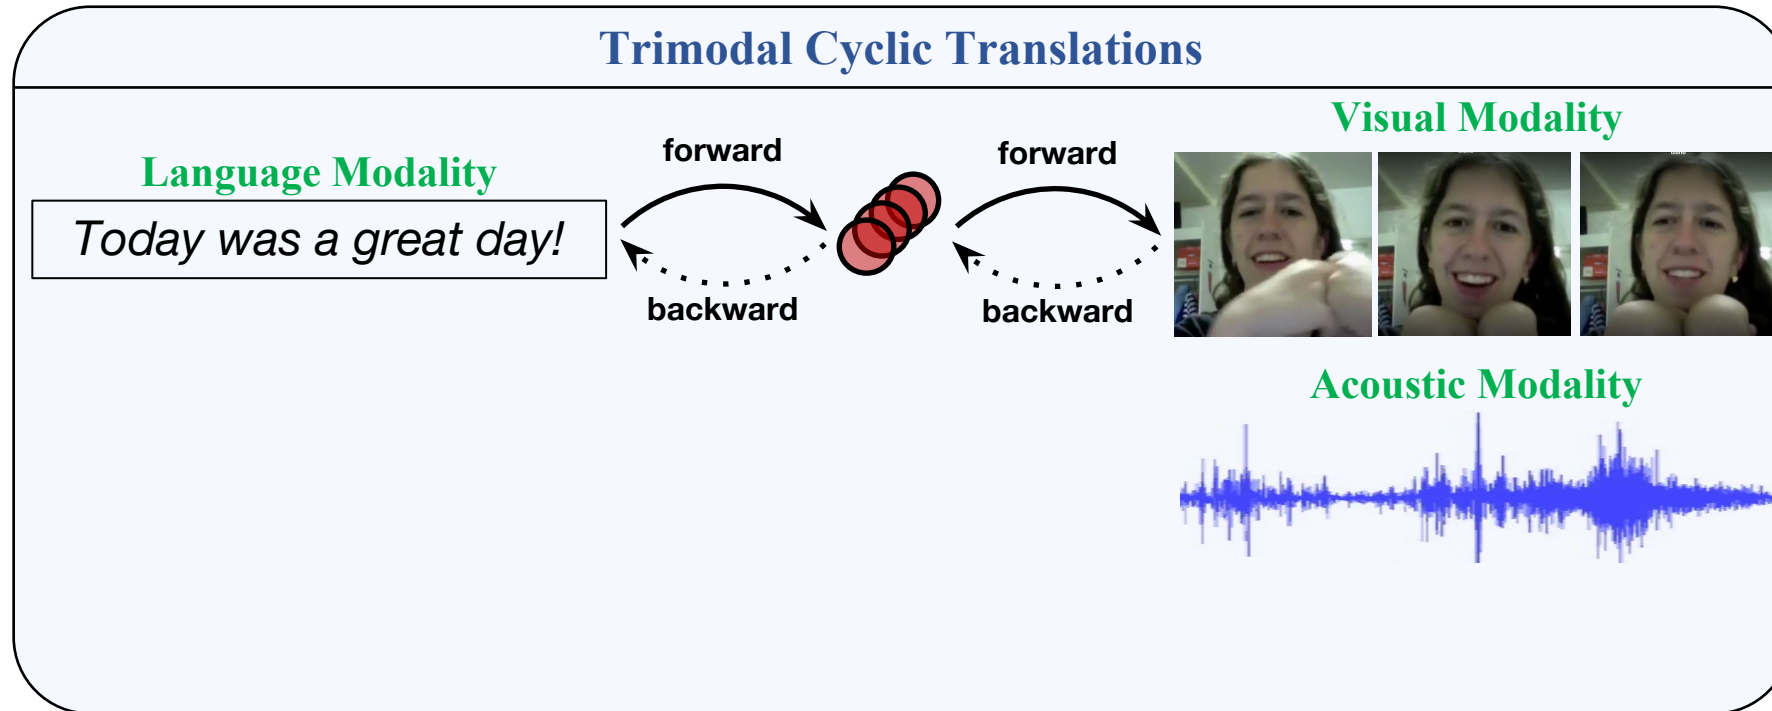 Trimodal Cyclic Translations
Visual Modality
Language Modality
forward
forward
Today was a great day!
backward
backward
Acoustic Modality